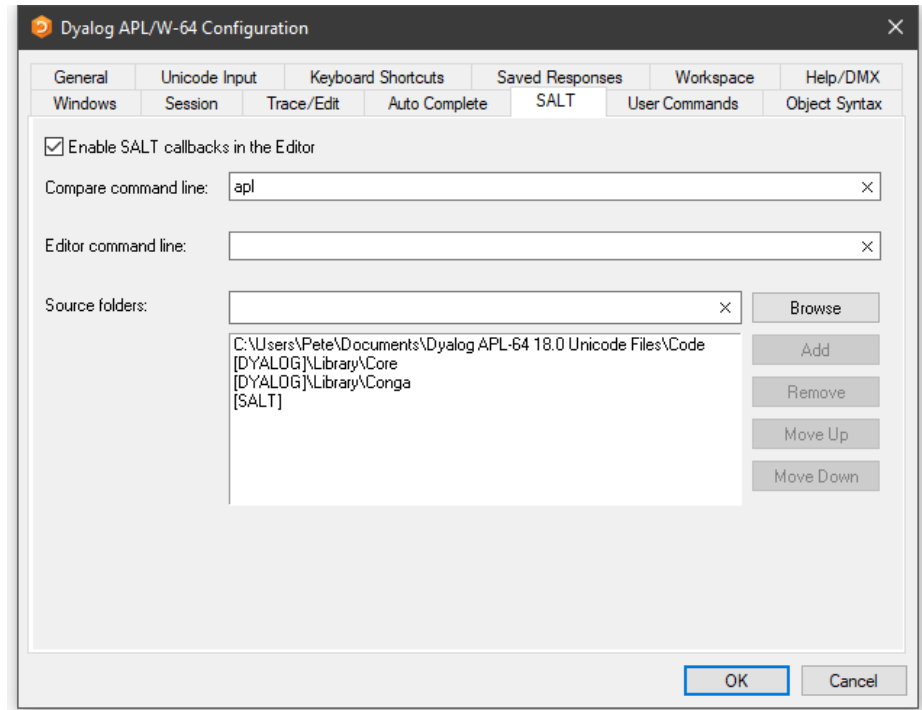 Dyalog APL/W-64 Configuration
General Unicode Input Keyboard Shortcuts Saved Responses Workspace Help/DMX
Windows Session Trace/Edit Auto Complete SALT User Commands Object Syntax
Enable SALT callbacks in the Editor
Compare command line: apl
Editor command line:
Source folders: Browse
C:\Users\Pete\Documents\Dyalog APL-64 18.0 Unicode Files\Code
[DYALOG]\Library\Core
[DYALOG]\Library\Conga
[SALT]
Add
Remove
Move Up
Move Down
OK Cancel